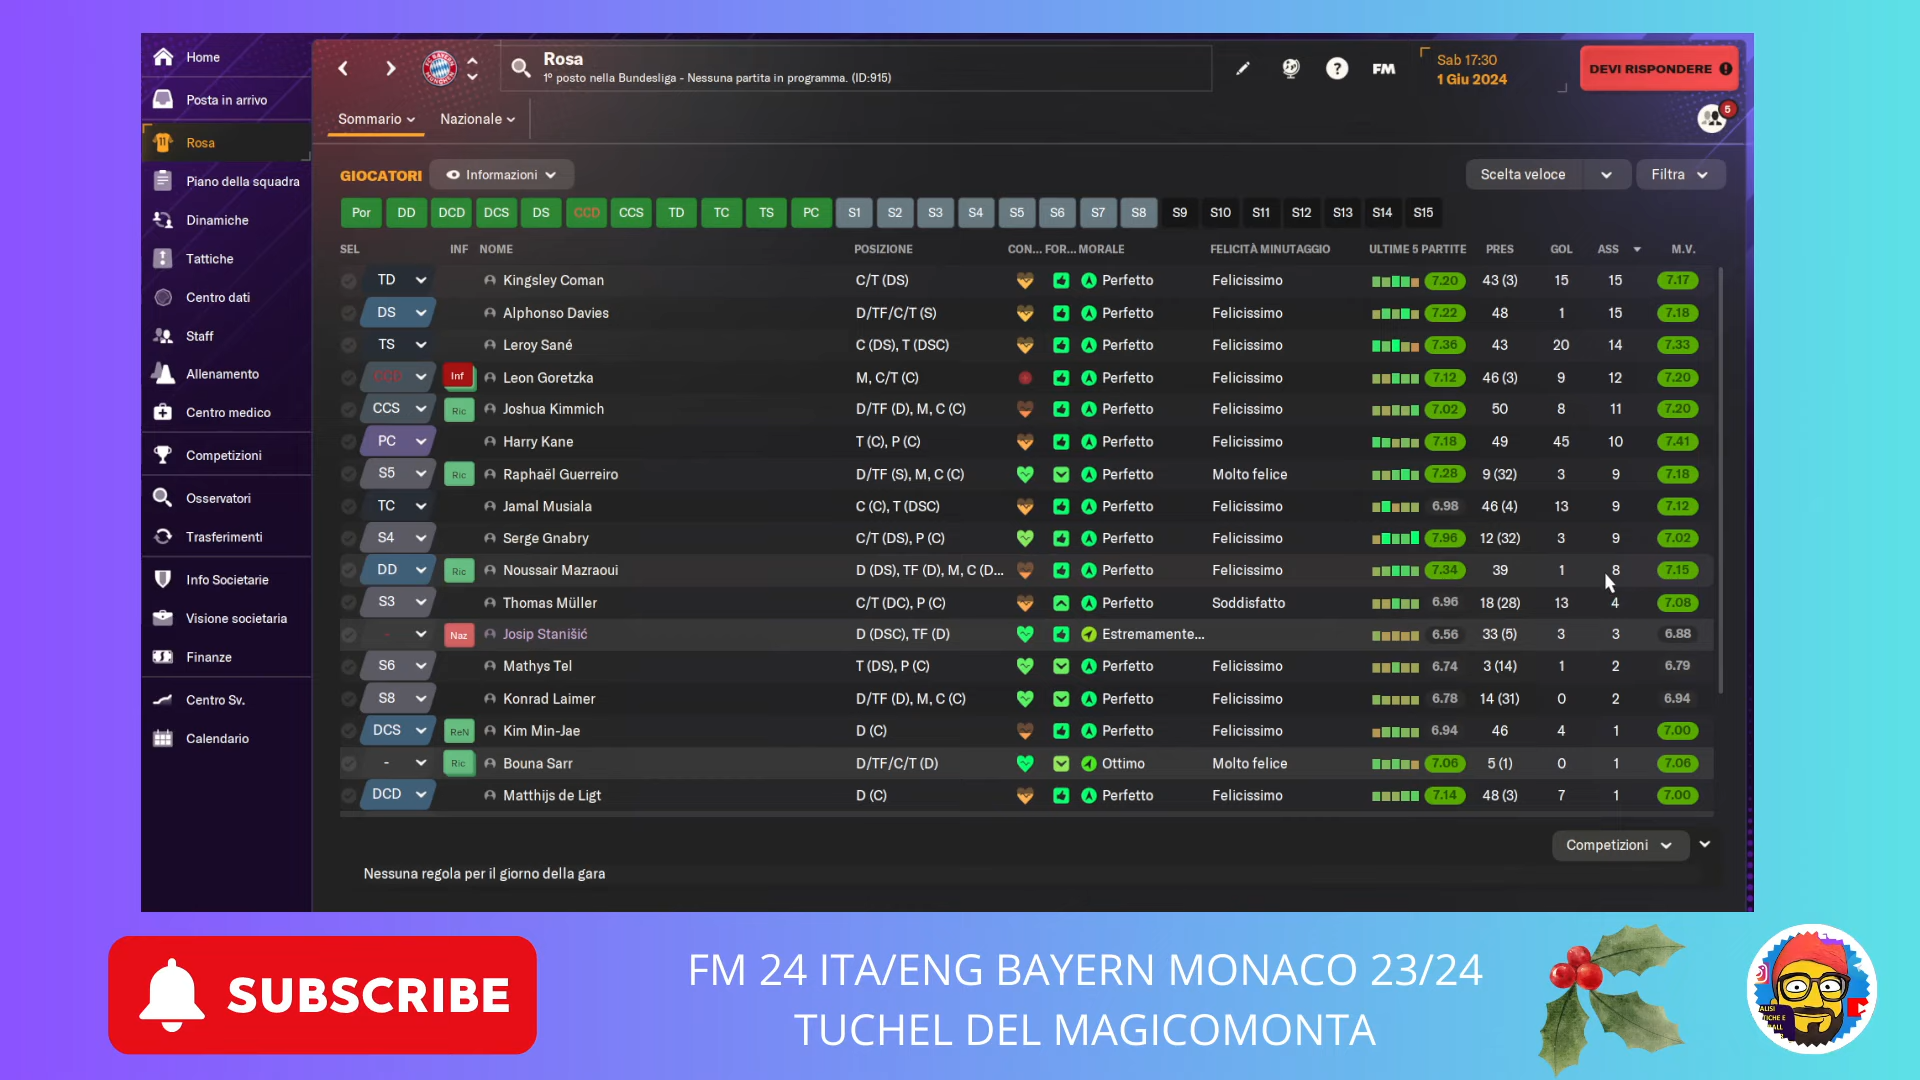 Home
Posta in arrivo
Rosa
Piano della squadra
Dinamiche
Tattiche
Centro dati
Staff
Allenamento
Centro medico
Competizioni
Osservatori
Trasferimenti
Info Societarie
Visione societaria
Finanze
Centro Sv.
Calendario
Rosa
1º posto nella Bundesliga - Nessuna partita in programma. (ID:915)
FM
Sab 17:30
1 Giu 2024
DEVI RISPONDERE
Sommario
Nazionale
5
GIOCATORI Informazioni Scelta veloce Filtra
Por DD DCD DCS DS CCD CCS TD TC TS PC S1 S2 S3 S4 S5 S6 S7 S8 S9 S10 S11 S12 S13 S14 S15
SEL INF NOME POSIZIONE CON... FOR... MORALE FELICITÀ MINUTAGGIO ULTIME 5 PARTITE PRES GOL ASS M.V.
TD Kingsley Coman C/T (DS) Perfetto Felicissimo 7.20 43 (3) 15 15 7.17
DS Alphonso Davies D/TF/C/T (S) Perfetto Felicissimo 7.22 48 1 15 7.18
TS Leroy Sané C (DS), T (DSC) Perfetto Felicissimo 7.36 43 20 14 7.33
CCD Inf Leon Goretzka M, C/T (C) Perfetto Felicissimo 7.12 46 (3) 9 12 7.20
CCS Ric Joshua Kimmich D/TF (D), M, C (C) Perfetto Felicissimo 7.02 50 8 11 7.20
PC Harry Kane T (C), P (C) Perfetto Felicissimo 7.18 49 45 10 7.41
S5 Ric Raphaël Guerreiro D/TF (S), M, C (C) Perfetto Molto felice 7.28 9 (32) 3 9 7.18
TC Jamal Musiala C (C), T (DSC) Perfetto Felicissimo 6.98 46 (4) 13 9 7.12
S4 Serge Gnabry C/T (DS), P (C) Perfetto Felicissimo 7.96 12 (32) 3 9 7.02
DD Ric Noussair Mazraoui D (DS), TF (D), M, C (D... Perfetto Felicissimo 7.34 39 1 8 7.15
S3 Thomas Müller C/T (DC), P (C) Perfetto Soddisfatto 6.96 18 (28) 13 4 7.08
- Naz Josip Stanišić D (DSC), TF (D) Estremamente... 6.56 33 (5) 3 3 6.88
S6 Mathys Tel T (DS), P (C) Perfetto Felicissimo 6.74 3 (14) 1 2 6.79
S8 Konrad Laimer D/TF (D), M, C (C) Perfetto Felicissimo 6.78 14 (31) 0 2 6.94
DCS ReN Kim Min-Jae D (C) Perfetto Felicissimo 6.94 46 4 1 7.00
- Ric Bouna Sarr D/TF/C/T (D) Ottimo Molto felice 7.06 5 (1) 0 1 7.06
DCD Matthijs de Ligt D (C) Perfetto Felicissimo 7.14 48 (3) 7 1 7.00
Competizioni
Nessuna regola per il giorno della gara
SUBSCRIBE
FM 24 ITA/ENG BAYERN MONACO 23/24
TUCHEL DEL MAGICOMONTA